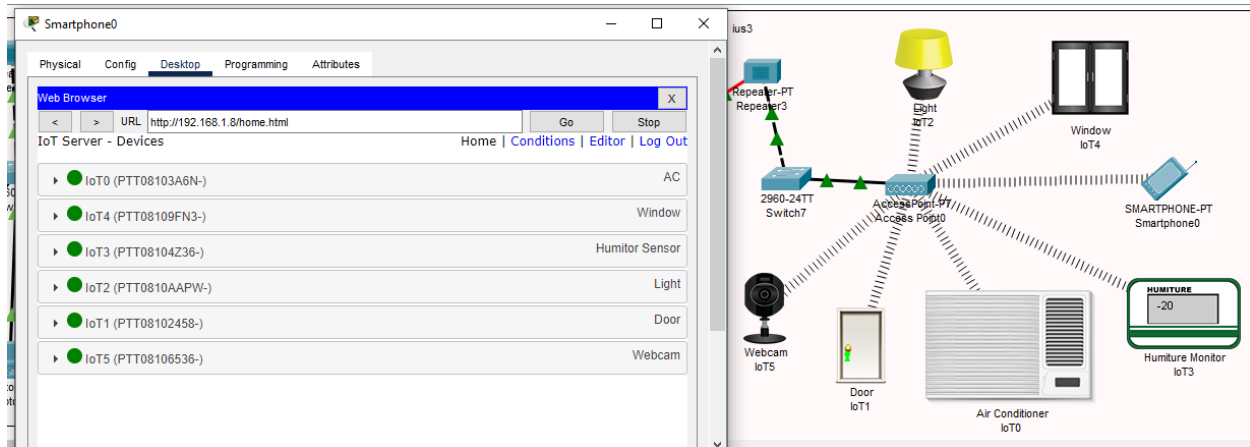 Smartphone0
Physical Config Desktop Programming Attributes
Web Browser X
< > URL http://192.168.1.8/home.html Go Stop
IoT Server - Devices Home | Conditions | Editor | Log Out
IoT0 (PTT08103A6N-) AC
IoT4 (PTT08109FN3-) Window
IoT3 (PTT08104Z36-) Humitor Sensor
IoT2 (PTT0810AAPW-) Light
IoT1 (PTT08102458-) Door
IoT5 (PTT08106536-) Webcam
ius3
Repeater-PT
Repeater3
Light
IoT2
Window
IoT4
2960-24TT
Switch7
AccessPoint-PT
Access Point0
SMARTPHONE-PT
Smartphone0
Webcam
IoT5
Door
IoT1
Air Conditioner
IoT0
HUMITURE
-20
Humiture Monitor
IoT3